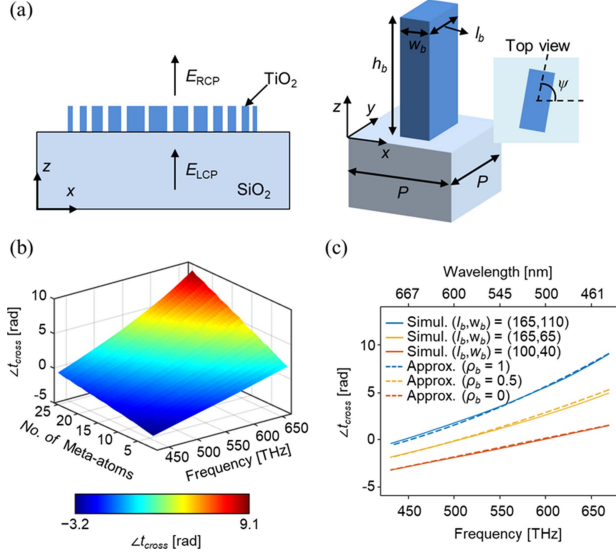 (a)
E_RCP
TiO₂
E_LCP
SiO₂
z
x
w_b
l_b
h_b
Top view
ψ
z
y
x
P
P
(b)
10
5
0
-5
∠t_cross [rad]
25
20
15
10
5
No. of Meta-atoms
450
500
550
600
650
Frequency [THz]
−3.2
9.1
∠t_cross [rad]
(c)
Wavelength [nm]
667
600
545
500
461
Simul. (l_b,w_b) = (165,110)
Simul. (l_b,w_b) = (165,65)
Simul. (l_b,w_b) = (100,40)
Approx. (ρ_b = 1)
Approx. (ρ_b = 0.5)
Approx. (ρ_b = 0)
10
5
0
-5
∠t_cross [rad]
450
500
550
600
650
Frequency [THz]